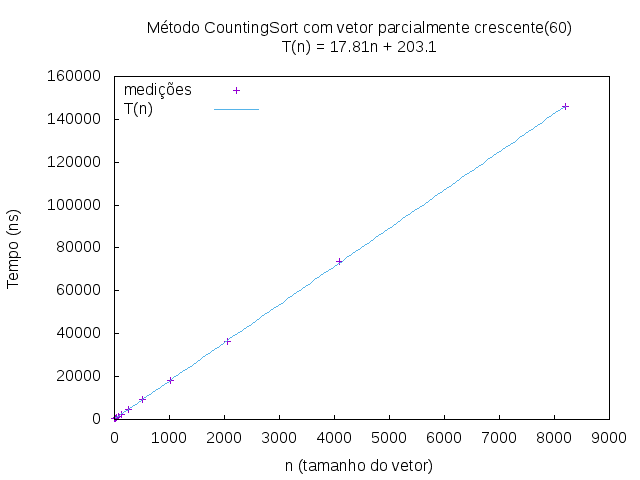 Método CountingSort com vetor parcialmente crescente(60)
T(n) = 17.81n + 203.1
160000
140000
120000
100000
80000
60000
40000
20000
0
medições
T(n)
Tempo (ns)
0 1000 2000 3000 4000 5000 6000 7000 8000 9000
n (tamanho do vetor)